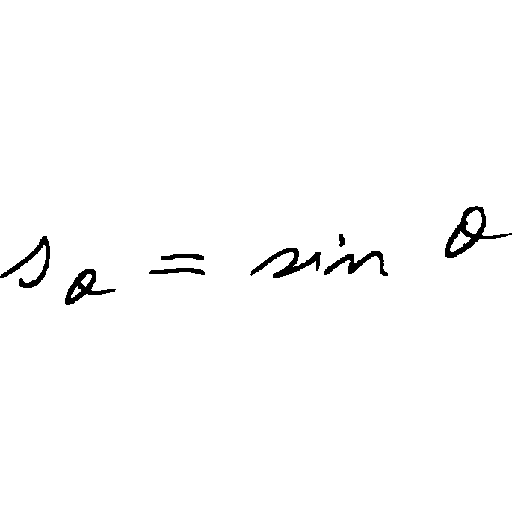 s_θ = sin θ